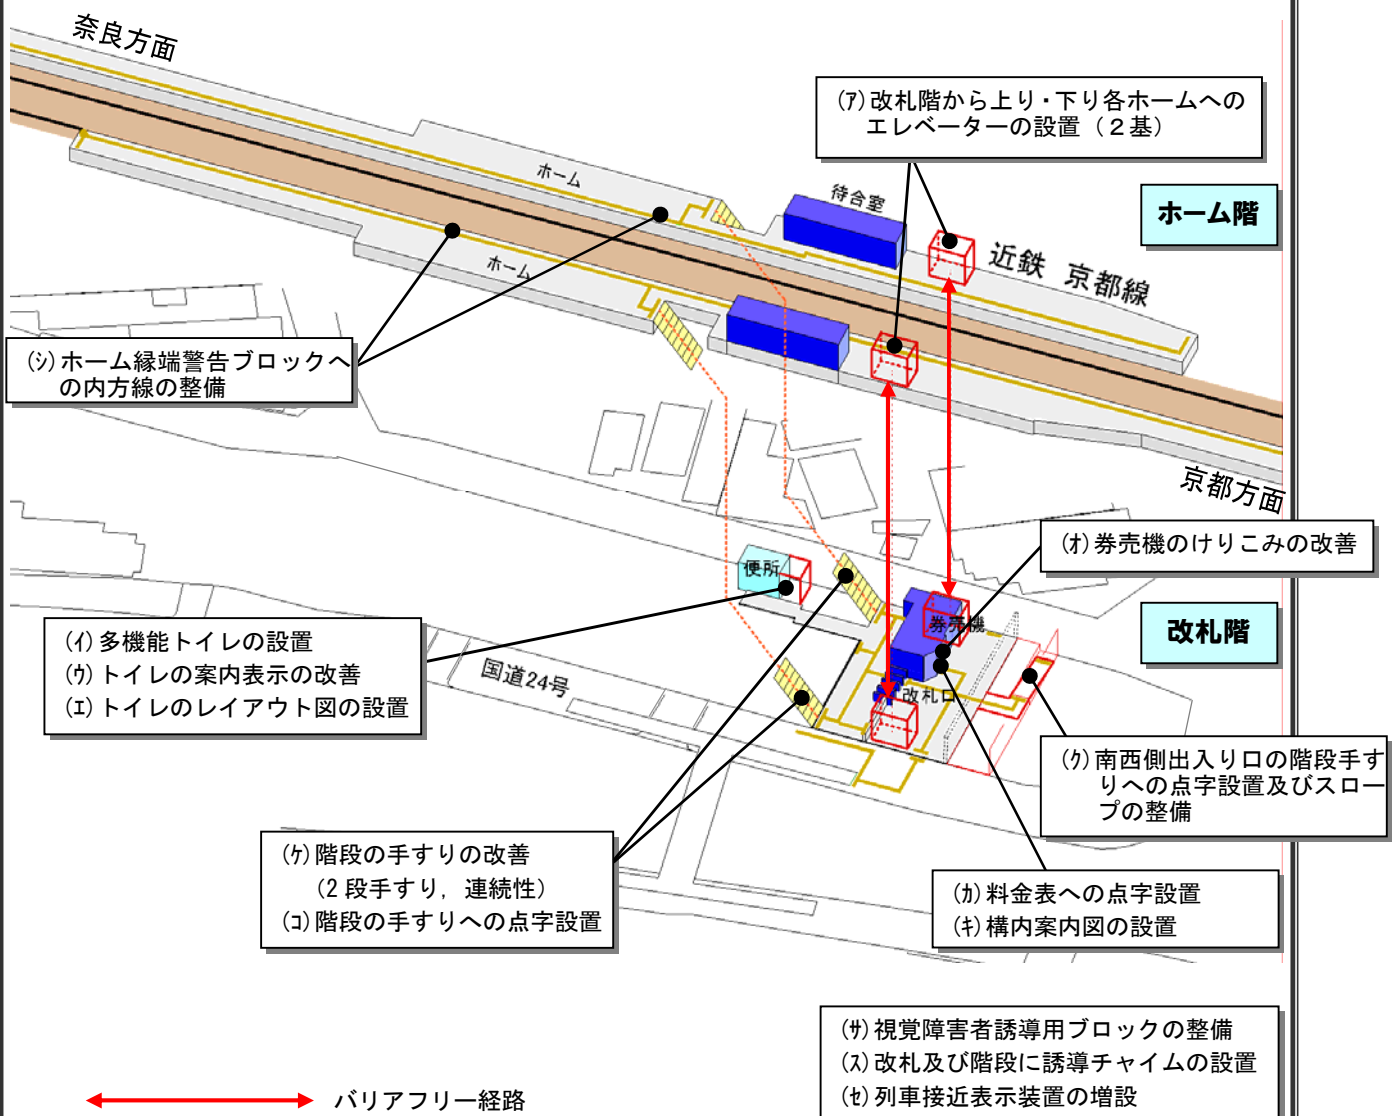 奈良方面
(ｱ)改札階から上り・下り各ホームへの
エレベーターの設置（２基）
ホーム
待合室
ホーム階
近鉄 京都線
ホーム
(ｼ)ホーム縁端警告ブロックへ
の内方線の整備
京都方面
(ｵ)券売機のけりこみの改善
便所
券売機
改札階
(ｲ)多機能トイレの設置
(ｳ)トイレの案内表示の改善
(ｴ)トイレのレイアウト図の設置
国道24号
改札口
(ｸ)南西側出入り口の階段手す
りへの点字設置及びスロー
プの整備
(ｹ)階段の手すりの改善
（2 段手すり，連続性）
(ｺ)階段の手すりへの点字設置
(ｶ)料金表への点字設置
(ｷ)構内案内図の設置
(ｻ)視覚障害者誘導用ブロックの整備
(ｽ)改札及び階段に誘導チャイムの設置
(ｾ)列車接近表示装置の増設
バリアフリー経路